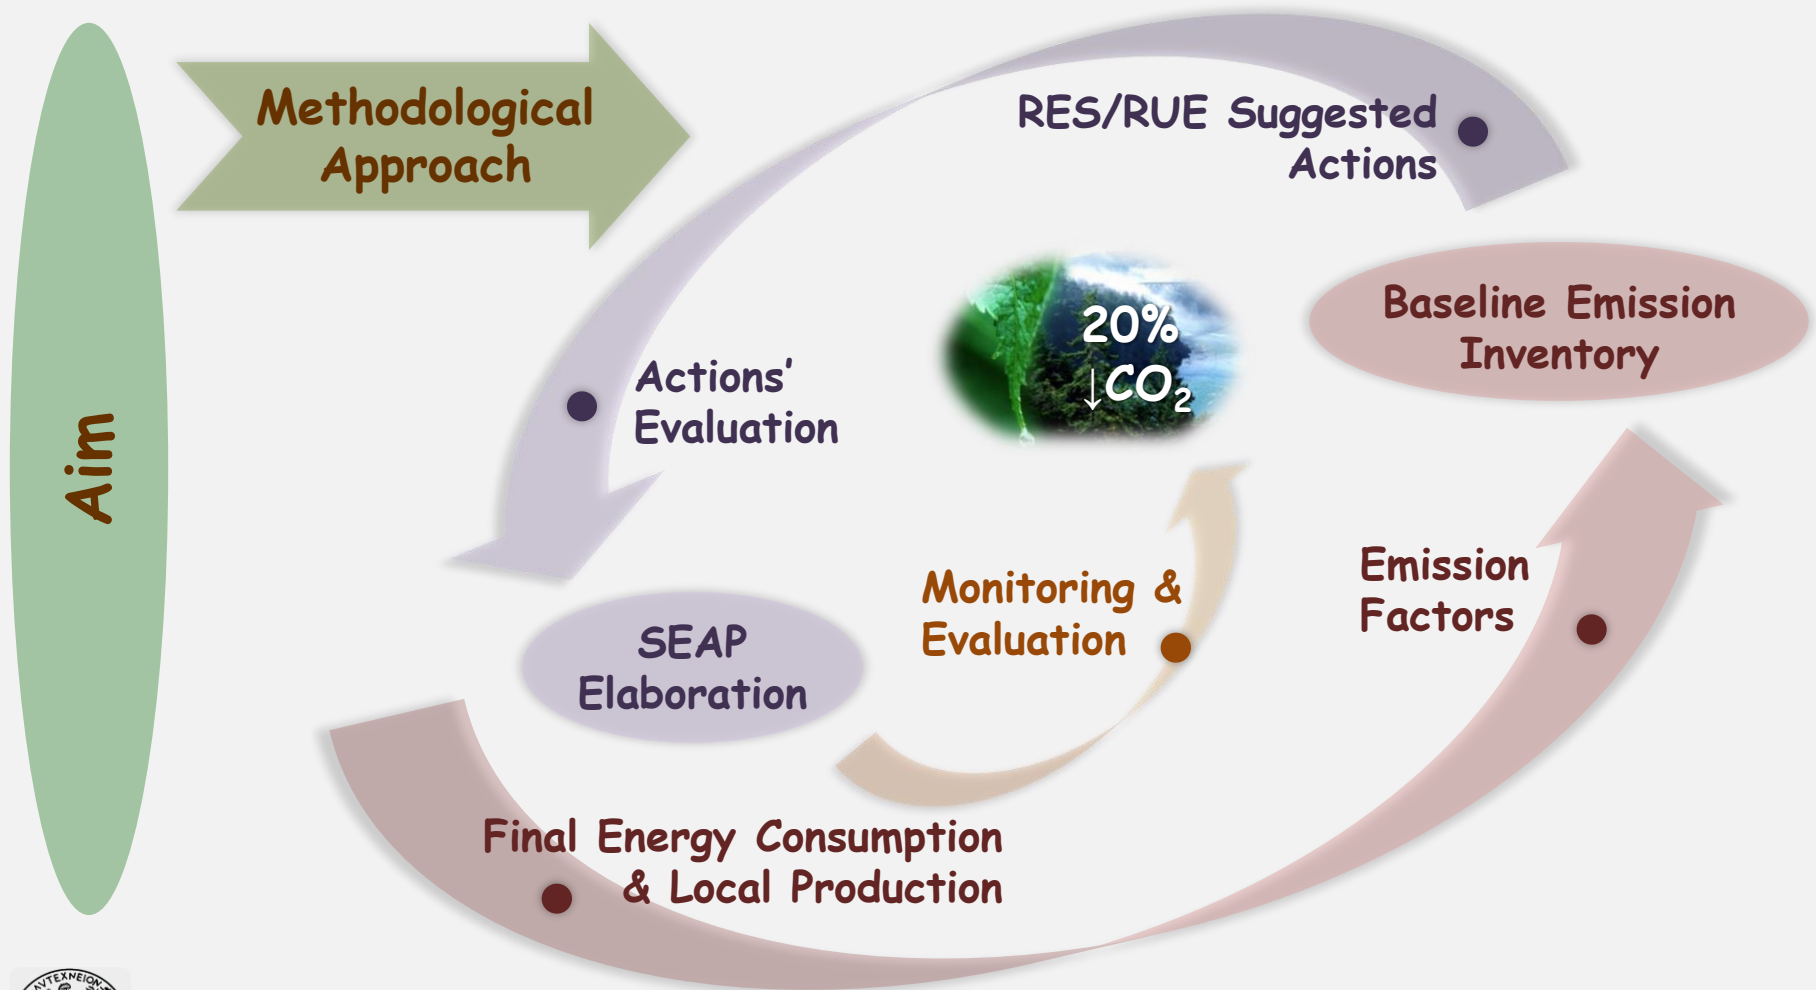 Aim
Methodological
Approach
RES/RUE Suggested
Actions
Baseline Emission
Inventory
20%
↓CO₂
Actions’
Evaluation
Emission
Factors
Monitoring &
Evaluation
SEAP
Elaboration
Final Energy Consumption
& Local Production